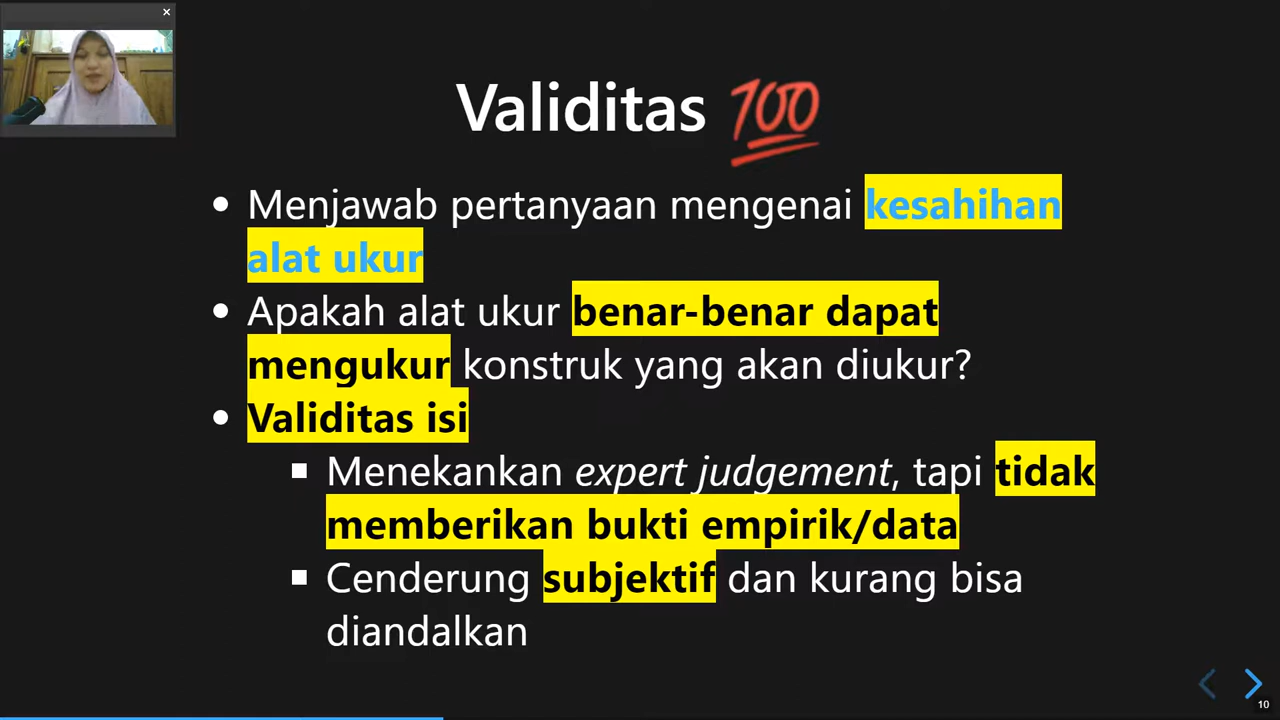 Validitas 💯
Menjawab pertanyaan mengenai kesahihan
alat ukur
Apakah alat ukur benar-benar dapat
mengukur konstruk yang akan diukur?
Validitas isi
Menekankan expert judgement, tapi tidak
memberikan bukti empirik/data
Cenderung subjektif dan kurang bisa
diandalkan
10